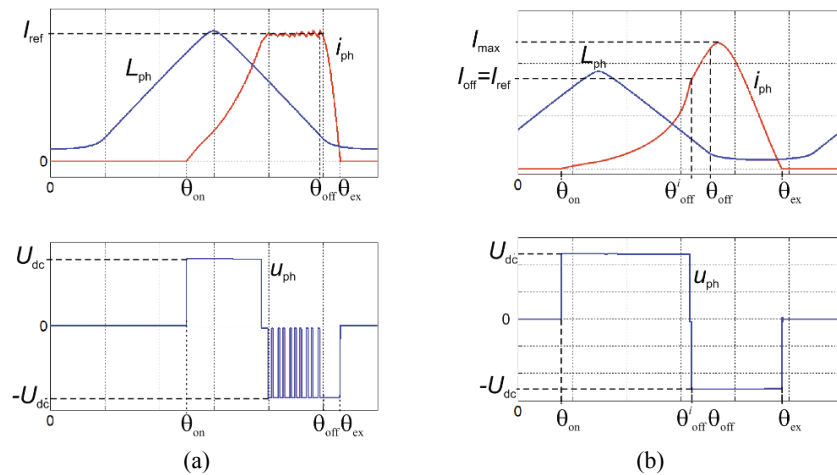 I_ref
L_ph
i_ph
0
0
θ_on
θ_off θ_ex
U_dc
u_ph
0
-U_dc
0
θ_on
θ_off θ_ex
(a)
I_max
L_ph
I_off=I_ref
i_ph
0
0
θ_on
θ^i_off
θ_off
θ_ex
U_dc
u_ph
0
-U_dc
0
θ_on
θ^i_off θ_off
θ_ex
(b)